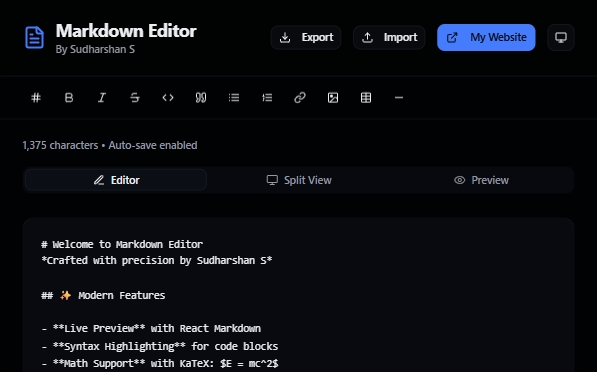 Markdown Editor
By Sudharshan S
Export
Import
My Website
1,375 characters • Auto-save enabled
Editor
Split View
Preview
# Welcome to Markdown Editor
*Crafted with precision by Sudharshan S*
## ✨ Modern Features
- **Live Preview** with React Markdown
- **Syntax Highlighting** for code blocks
- **Math Support** with KaTeX: $E = mc^2$